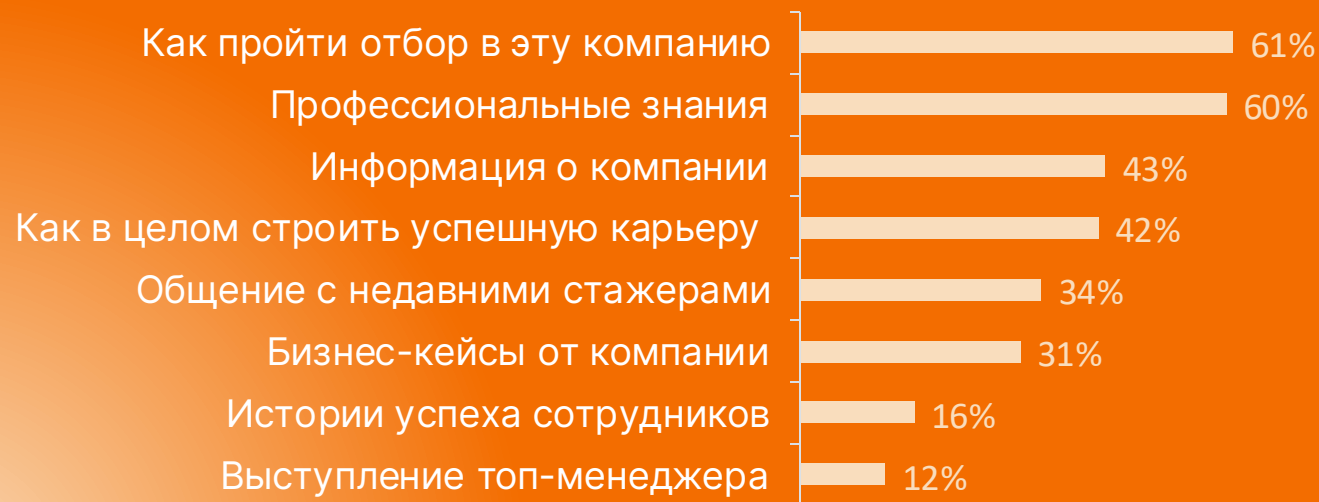 Как пройти отбор в эту компанию 61%
Профессиональные знания 60%
Информация о компании 43%
Как в целом строить успешную карьеру 42%
Общение с недавними стажерами 34%
Бизнес-кейсы от компании 31%
Истории успеха сотрудников 16%
Выступление топ-менеджера 12%